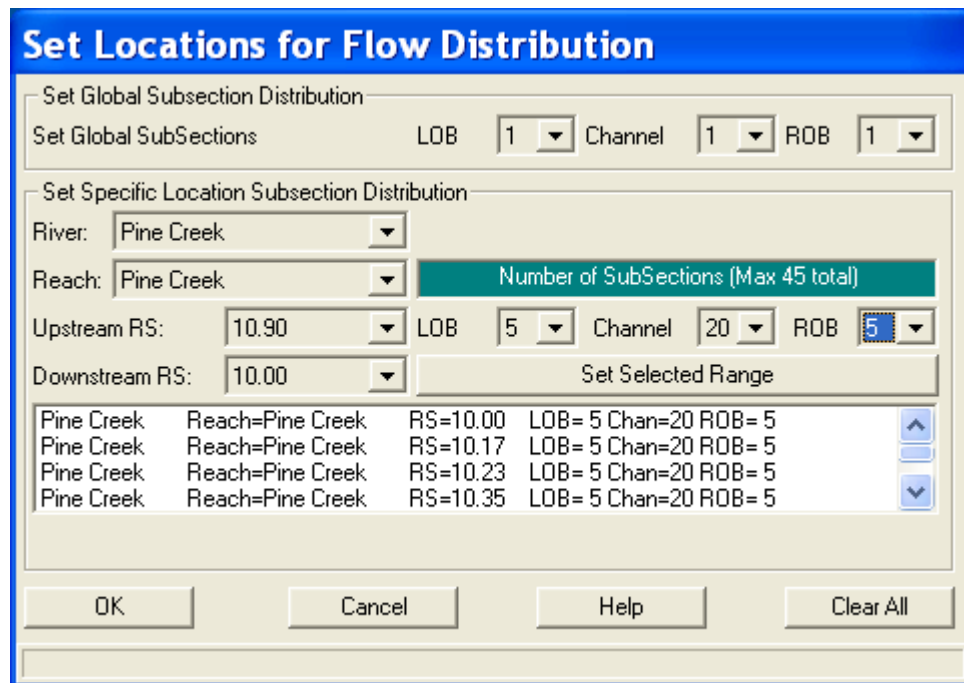 Set Locations for Flow Distribution
Set Global Subsection Distribution
Set Global SubSections LOB 1 Channel 1 ROB 1
Set Specific Location Subsection Distribution
River: Pine Creek
Reach: Pine Creek Number of SubSections (Max 45 total)
Upstream RS: 10.90 LOB 5 Channel 20 ROB 5
Downstream RS: 10.00 Set Selected Range
Pine Creek Reach=Pine Creek RS=10.00 LOB= 5 Chan=20 ROB= 5
Pine Creek Reach=Pine Creek RS=10.17 LOB= 5 Chan=20 ROB= 5
Pine Creek Reach=Pine Creek RS=10.23 LOB= 5 Chan=20 ROB= 5
Pine Creek Reach=Pine Creek RS=10.35 LOB= 5 Chan=20 ROB= 5
OK Cancel Help Clear All